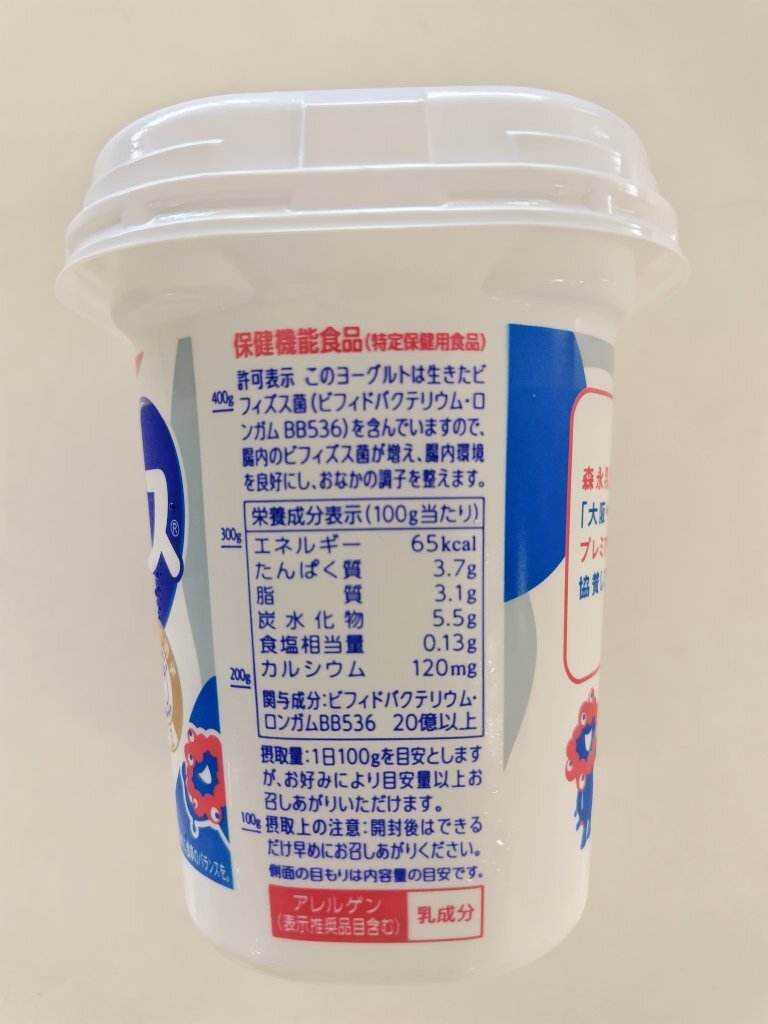 保健機能食品(特定保健用食品)
許可表示 このヨーグルトは生きたビ
フィズス菌(ビフィドバクテリウム・ロ
ンガム BB536)を含んでいますので、
腸内のビフィズス菌が増え、腸内環境
を良好にし、おなかの調子を整えます。
400g
栄養成分表示(100g当たり)
300g
エネルギー 65kcal
たんぱく質 3.7g
脂質 3.1g
炭水化物 5.5g
食塩相当量 0.13g
カルシウム 120mg
200g
関与成分:ビフィドバクテリウム・
ロンガムBB536 20億以上
摂取量:1日100gを目安とします
が、お好みにより目安量以上お
召しあがりいただけます。
100g
摂取上の注意:開封後はできる
だけ早めにお召しあがりください。
側面の目もりは内容量の目安です。
アレルゲン
(表示推奨品目含む)
乳成分
ス®
のバランスを。
森永乳
「大阪・
プレミ
協賛し